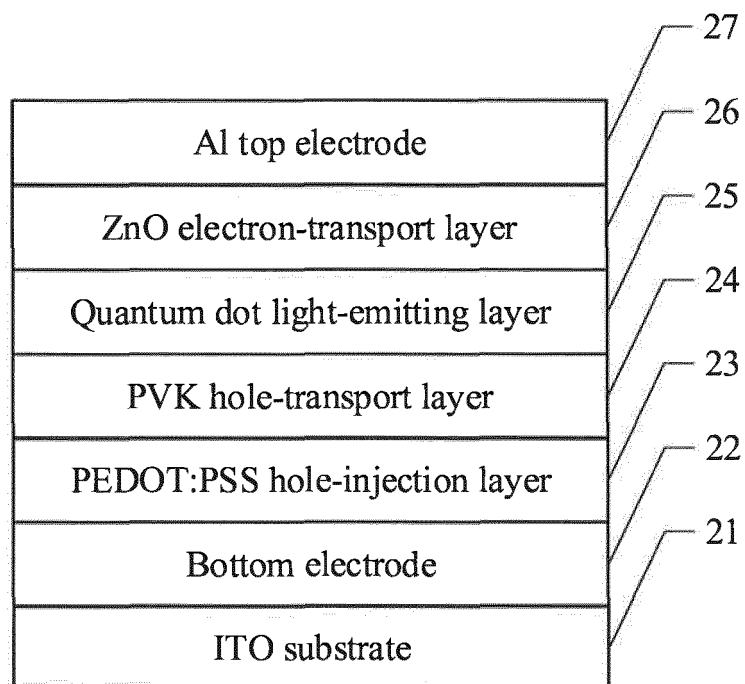 27
Al top electrode
26
ZnO electron-transport layer
25
Quantum dot light-emitting layer
24
PVK hole-transport layer
23
PEDOT:PSS hole-injection layer
22
Bottom electrode
21
ITO substrate